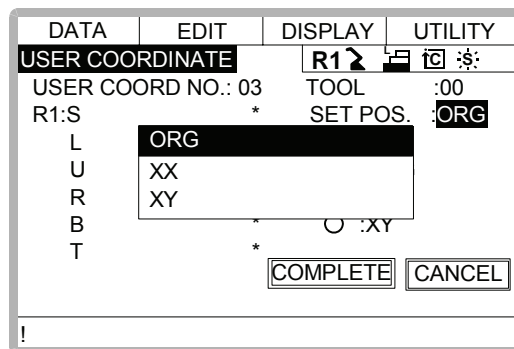 DATA EDIT DISPLAY UTILITY
USER COORDINATE R1 C S
USER COORD NO.: 03 TOOL :00
R1:S * SET POS. :ORG
L ORG
U XX
R XY
B * :XY
T *
COMPLETE CANCEL
!